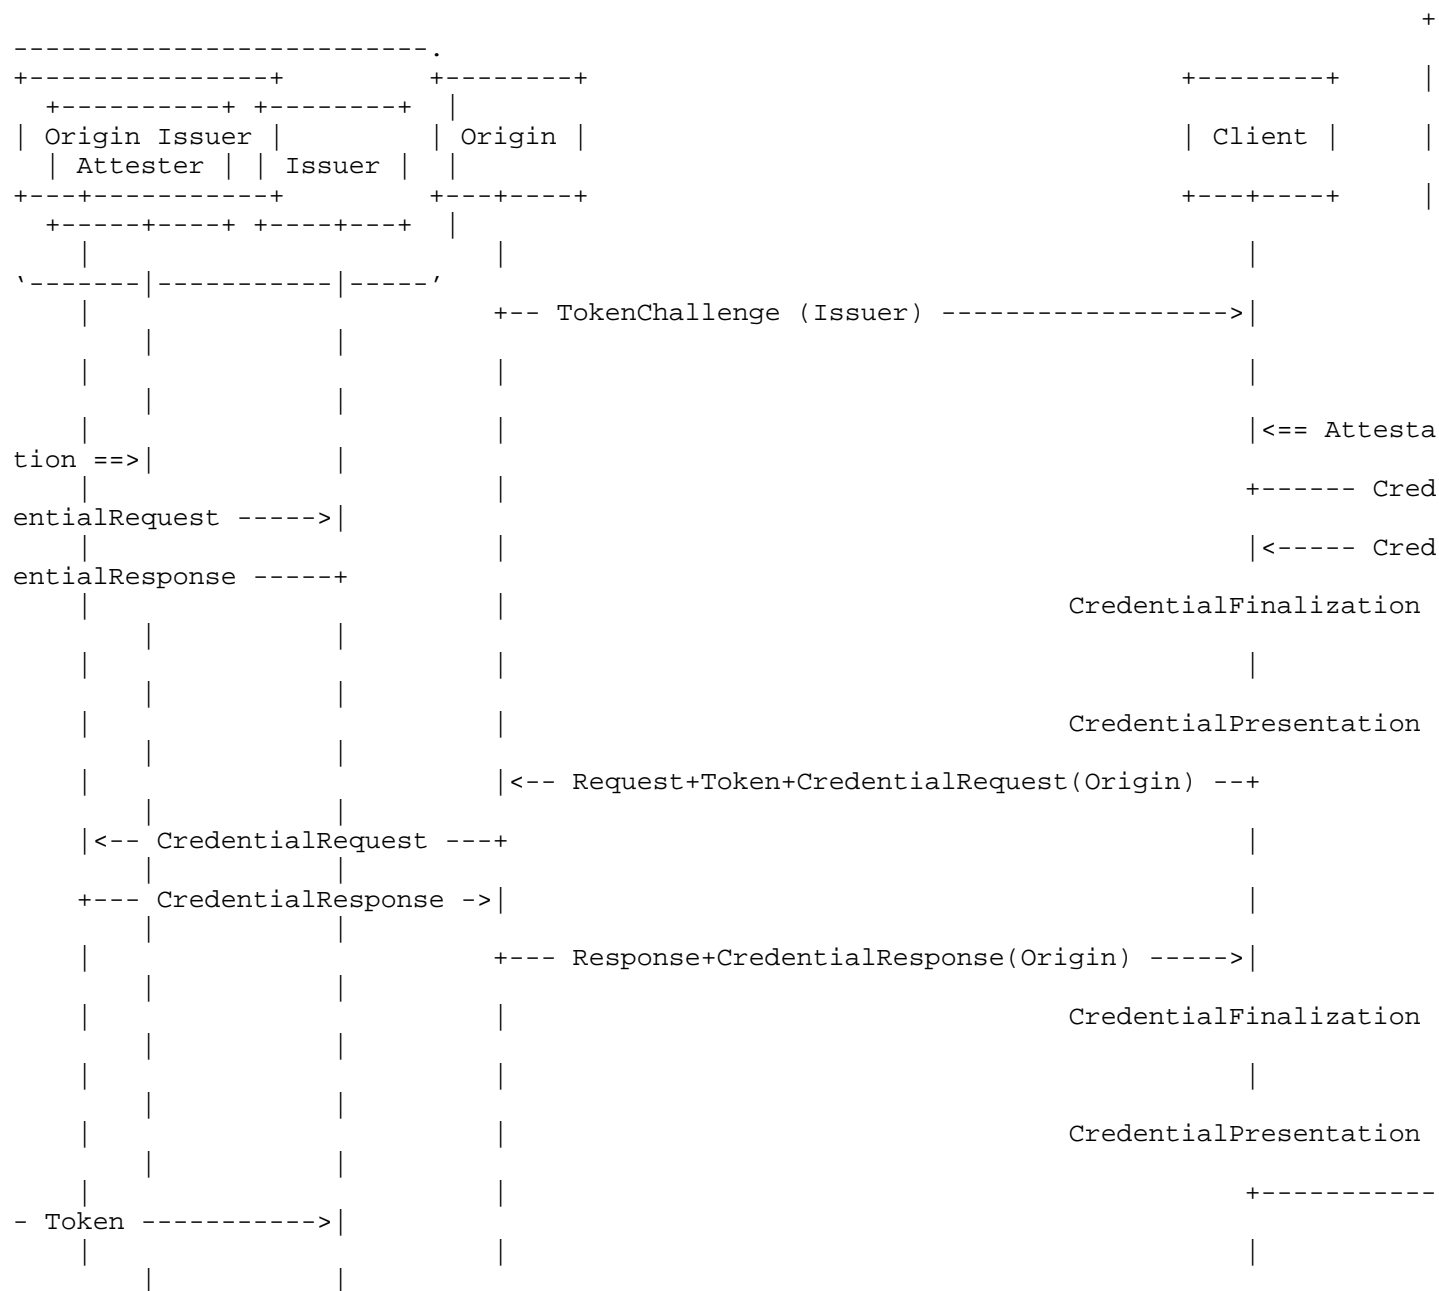 +
--------------------------.
+---------------+         +--------+                                      +--------+     |
  +----------+ +--------+  |
| Origin Issuer |         | Origin |                                      | Client |     |
  | Attester | | Issuer |  |
+---+-----------+         +---+----+                                      +---+----+     |
  +-----+----+ +----+---+  |
    |                         |                                               |
`-------|-----------|-----'
    |                         +-- TokenChallenge (Issuer) ------------------>|
        |           |
    |                         |                                               |
        |           |
    |                         |                                               |<== Attesta
tion ==>|           |
    |                         |                                               +------ Cred
entialRequest ----->|
    |                         |                                               |<----- Cred
entialResponse -----+
    |                         |                                   CredentialFinalization
        |           |
    |                         |                                               |
        |           |
    |                         |                                   CredentialPresentation
        |           |
    |                         |<-- Request+Token+CredentialRequest(Origin) --+
        |           |
    |<-- CredentialRequest ---+                                               |
        |           |
    +--- CredentialResponse ->|                                               |
        |           |
    |                         +--- Response+CredentialResponse(Origin) ----->|
        |           |
    |                         |                                   CredentialFinalization
        |           |
    |                         |                                               |
        |           |
    |                         |                                   CredentialPresentation
        |           |
    |                         |                                               +-----------
- Token ----------->|
    |                         |                                               |
        |           |